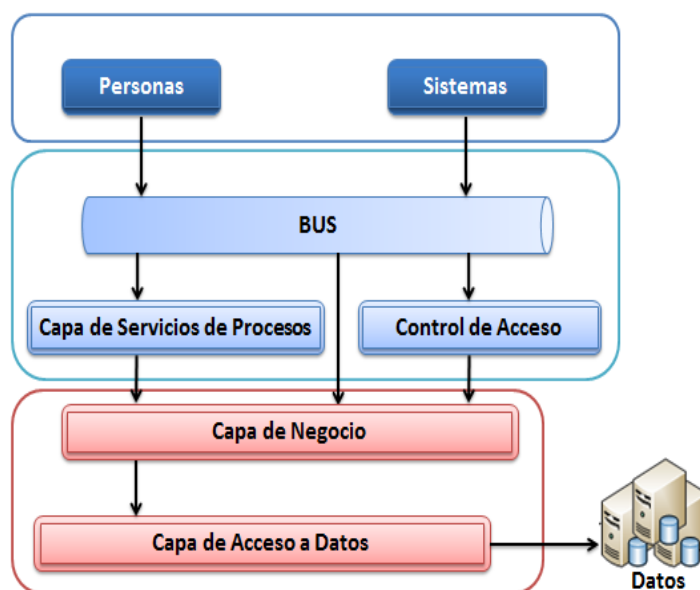 Personas
Sistemas
BUS
Capa de Servicios de Procesos
Control de Acceso
Capa de Negocio
Capa de Acceso a Datos
Datos